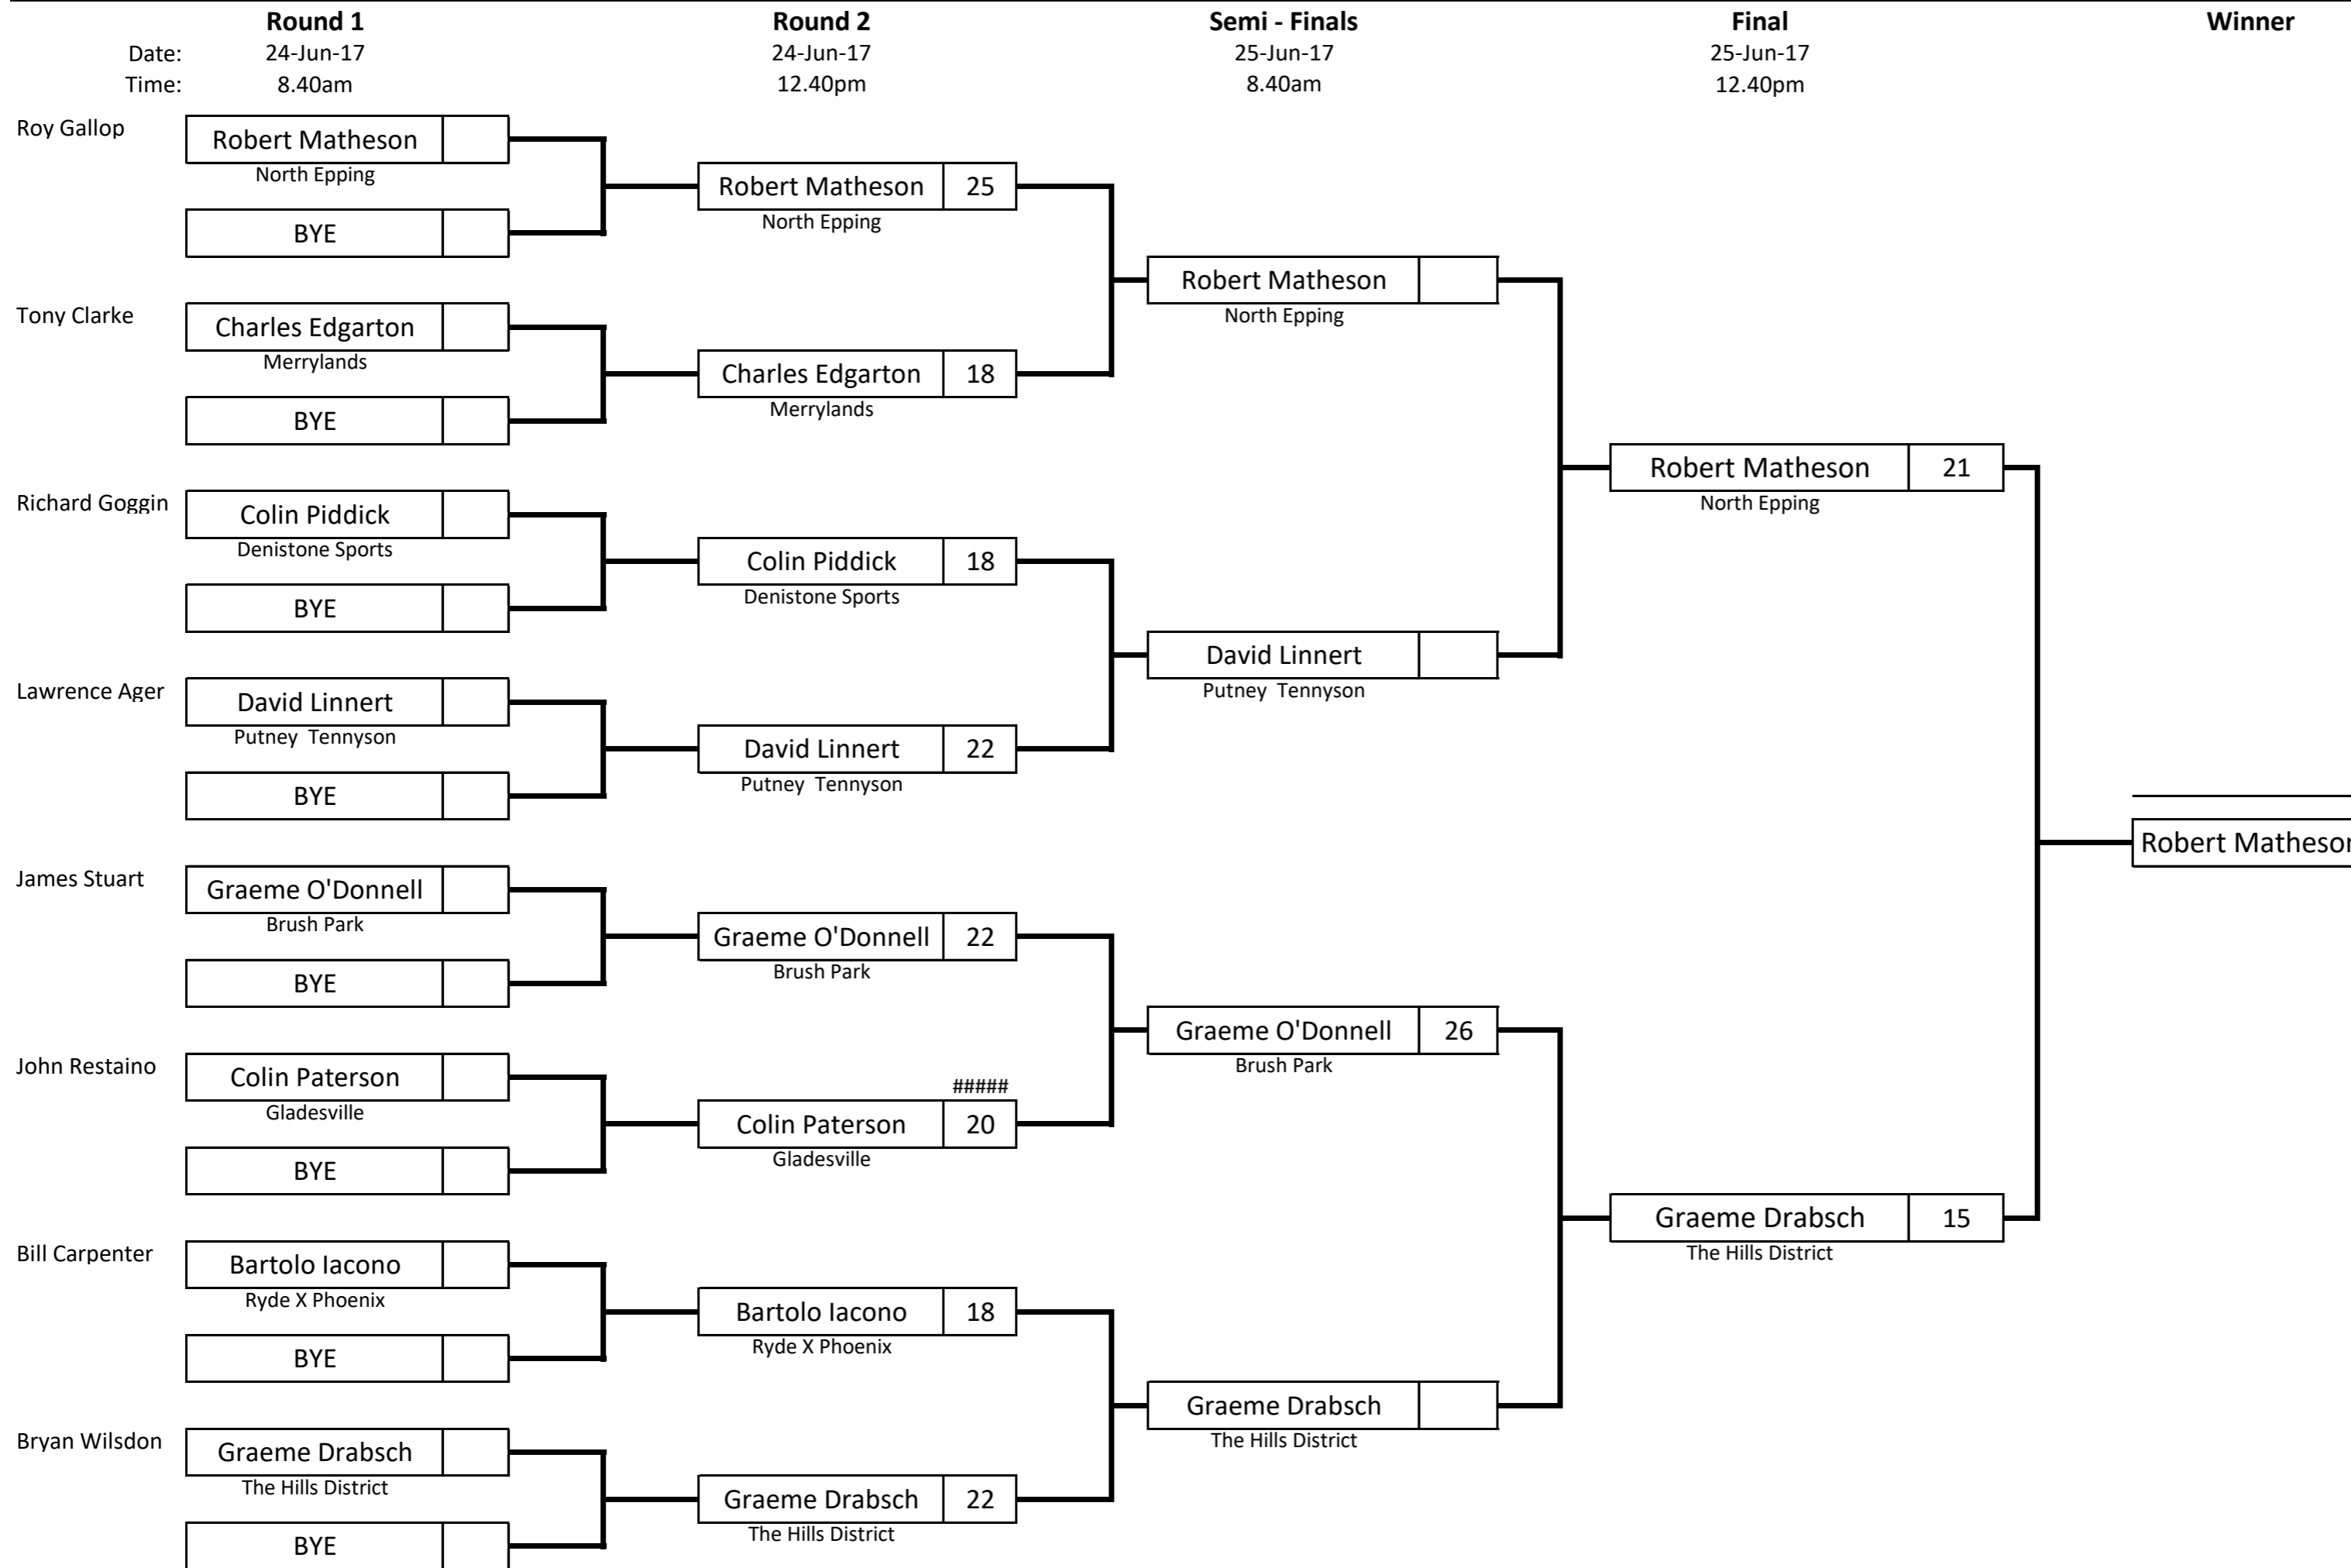 Round 1 Round 2 Semi - Finals Final Winner
Date: 24-Jun-17 24-Jun-17 25-Jun-17 25-Jun-17
Time: 8.40am 12.40pm 8.40am 12.40pm
Roy Gallop
Robert Matheson
North Epping
Robert Matheson 25
North Epping
BYE
Robert Matheson
North Epping
Tony Clarke
Charles Edgarton
Merrylands
Charles Edgarton 18
Merrylands
BYE
Robert Matheson 21
North Epping
Richard Goggin
Colin Piddick
Denistone Sports
Colin Piddick 18
Denistone Sports
BYE
David Linnert
Putney Tennyson
Lawrence Ager
David Linnert
Putney Tennyson
David Linnert 22
Putney Tennyson
BYE
Robert Matheson
James Stuart
Graeme O'Donnell
Brush Park
Graeme O'Donnell 22
Brush Park
BYE
Graeme O'Donnell 26
Brush Park
John Restaino
Colin Paterson
Gladesville
#####
Colin Paterson 20
Gladesville
BYE
Graeme Drabsch 15
The Hills District
Bill Carpenter
Bartolo Iacono
Ryde X Phoenix
Bartolo Iacono 18
Ryde X Phoenix
BYE
Graeme Drabsch
The Hills District
Bryan Wilsdon
Graeme Drabsch
The Hills District
Graeme Drabsch 22
The Hills District
BYE